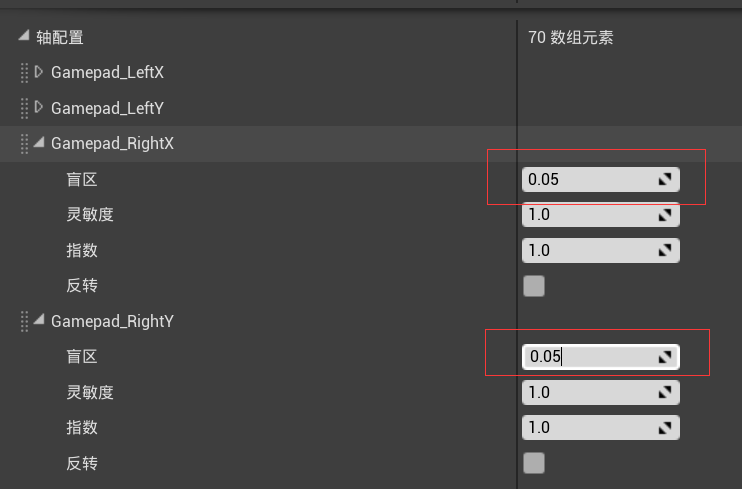 轴配置 70 数组元素
Gamepad_LeftX
Gamepad_LeftY
Gamepad_RightX
盲区 0.05
灵敏度 1.0
指数 1.0
反转
Gamepad_RightY
盲区 0.05
灵敏度 1.0
指数 1.0
反转